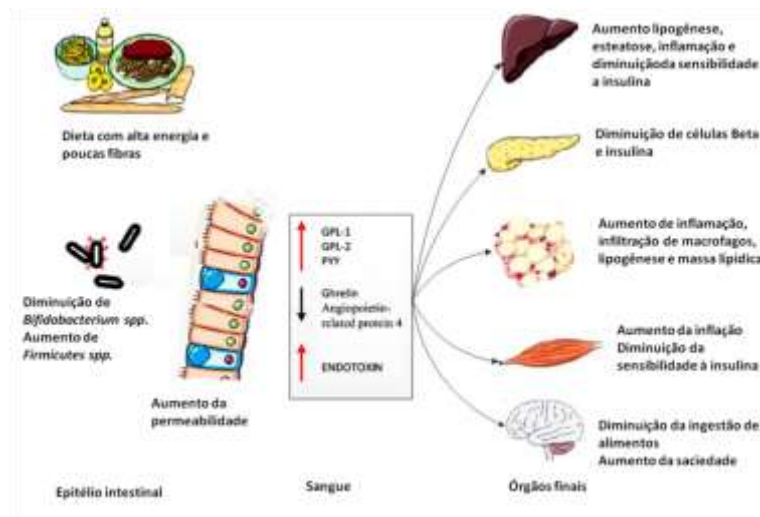 Dieta com alta energia e
poucas fibras
Diminuição de
Bifidobacterium spp.
Aumento de
Firmicutes spp.
Aumento da
permeabilidade
GPL-1
GPL-2
PYY
Ghrelin
Angiopoietin-
related protein 4
ENDOTOXIN
Aumento lipogênese,
esteatose, inflamação e
diminuiçãoda sensibilidade
a insulina
Diminuição de células Beta
e insulina
Aumento de inflamação,
infiltração de macrofagos,
lipogênese e massa lipídica
Aumento da inflação
Diminuição da
sensibilidade à insulina
Diminuição da ingestão de
alimentos
Aumento da saciedade
Epitélio intestinal
Sangue
Órgãos finais